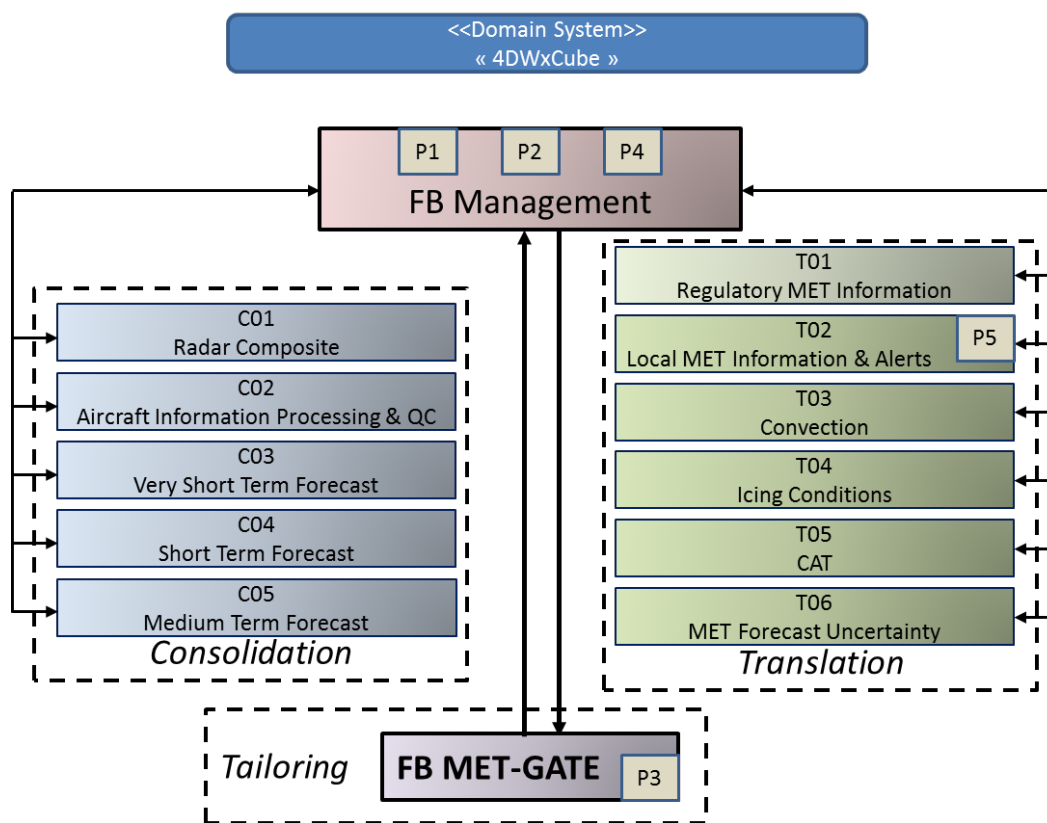 <<Domain System>>
« 4DWxCube »
P1
P2
P4
FB Management
C01
Radar Composite
C02
Aircraft Information Processing & QC
C03
Very Short Term Forecast
C04
Short Term Forecast
C05
Medium Term Forecast
Consolidation
T01
Regulatory MET Information
T02
Local MET Information & Alerts
P5
T03
Convection
T04
Icing Conditions
T05
CAT
T06
MET Forecast Uncertainty
Translation
Tailoring
FB MET-GATE
P3